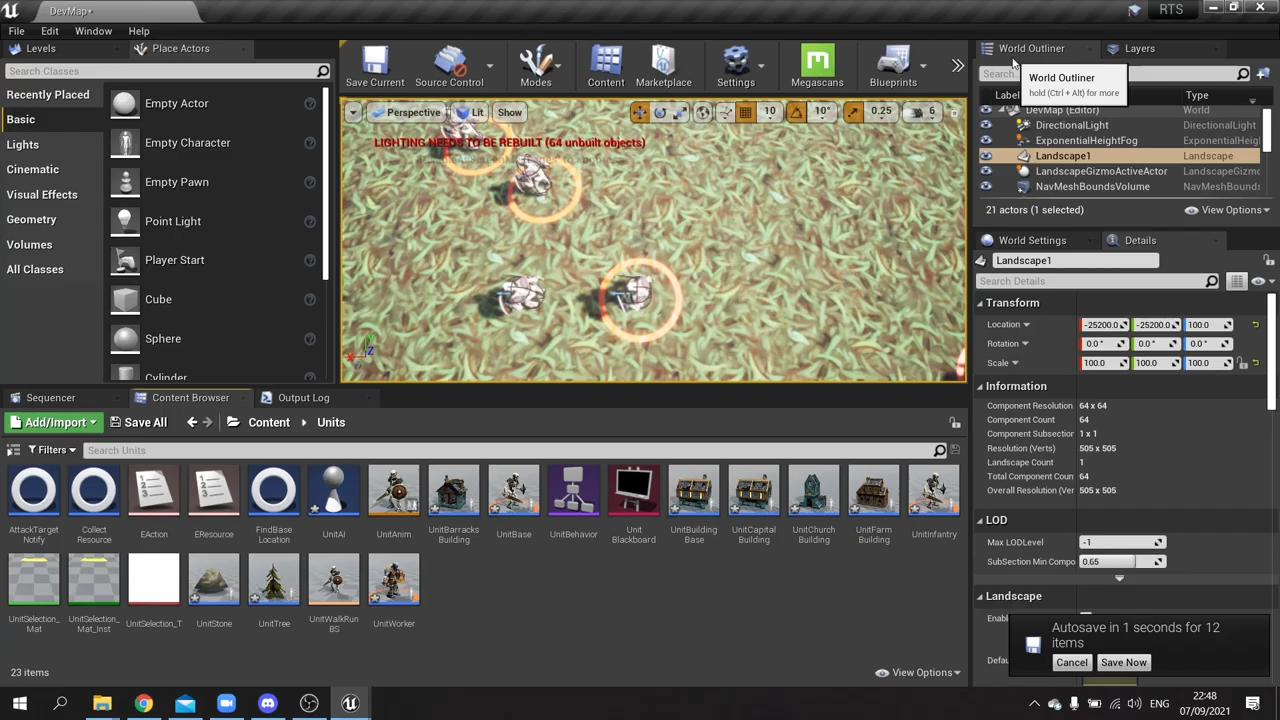 DevMap*
RTS
File Edit Window Help
Levels
Place Actors
Search Classes
Recently Placed
Basic
Lights
Cinematic
Visual Effects
Geometry
Volumes
All Classes
Empty Actor
Empty Character
Empty Pawn
Point Light
Player Start
Cube
Sphere
Cylinder
Save Current
Source Control
Modes
Content
Marketplace
Settings
Megascans
Blueprints
Perspective
Lit
Show
10
10°
0.25
6
LIGHTING NEEDS TO BE REBUILT (64 unbuilt objects)
World Outliner
Layers
Search...
World Outliner
hold (Ctrl + Alt) for more
Label
Type
DevMap (Editor) World
DirectionalLight DirectionalLight
ExponentialHeightFog ExponentialHeig
Landscape1 Landscape
LandscapeGizmoActiveActor LandscapeGizmo
NavMeshBoundsVolume NavMeshBounds
21 actors (1 selected)
View Options
World Settings
Details
Landscape1
Search Details
Transform
Location -25200.0 -25200.0 100.0
Rotation 0.0 ° 0.0 ° 0.0 °
Scale 100.0 100.0 100.0
Information
Component Resolution 64 x 64
Component Count 64
Component Subsection 1 x 1
Resolution (Verts) 505 x 505
Landscape Count 1
Total Component Coun 64
Overall Resolution (Ver 505 x 505
LOD
Max LODLevel -1
SubSection Min Compo 0.65
Landscape
Enab
Defau
Autosave in 1 seconds for 12
items
Cancel
Save Now
Sequencer
Content Browser
Output Log
Add/Import
Save All
Content
Units
Filters
Search Units
AttackTarget
Notify
Collect
Resource
EAction
EResource
FindBase
Location
UnitAI
UnitAnim
UnitBarracks
Building
UnitBase
UnitBehavior
Unit
Blackboard
UnitBuilding
Base
UnitCapital
Building
UnitChurch
Building
UnitFarm
Building
UnitInfantry
UnitSelection_
Mat
UnitSelection_
Mat_Inst
UnitSelection_T
UnitStone
UnitTree
UnitWalkRun
BS
UnitWorker
23 items
View Options
ENG
22:48
07/09/2021